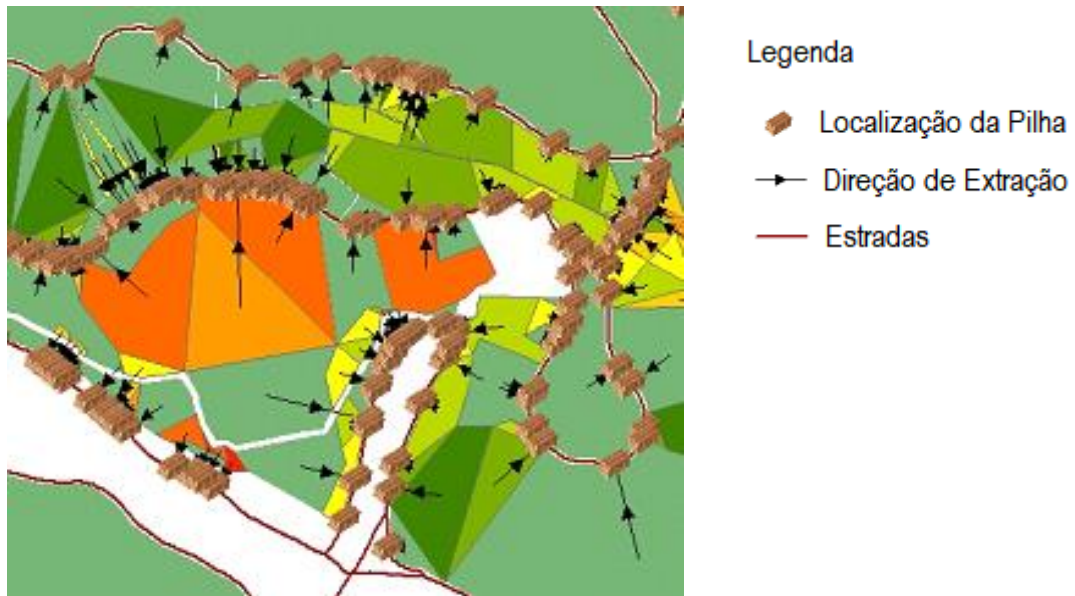 Legenda
Localização da Pilha
Direção de Extração
Estradas